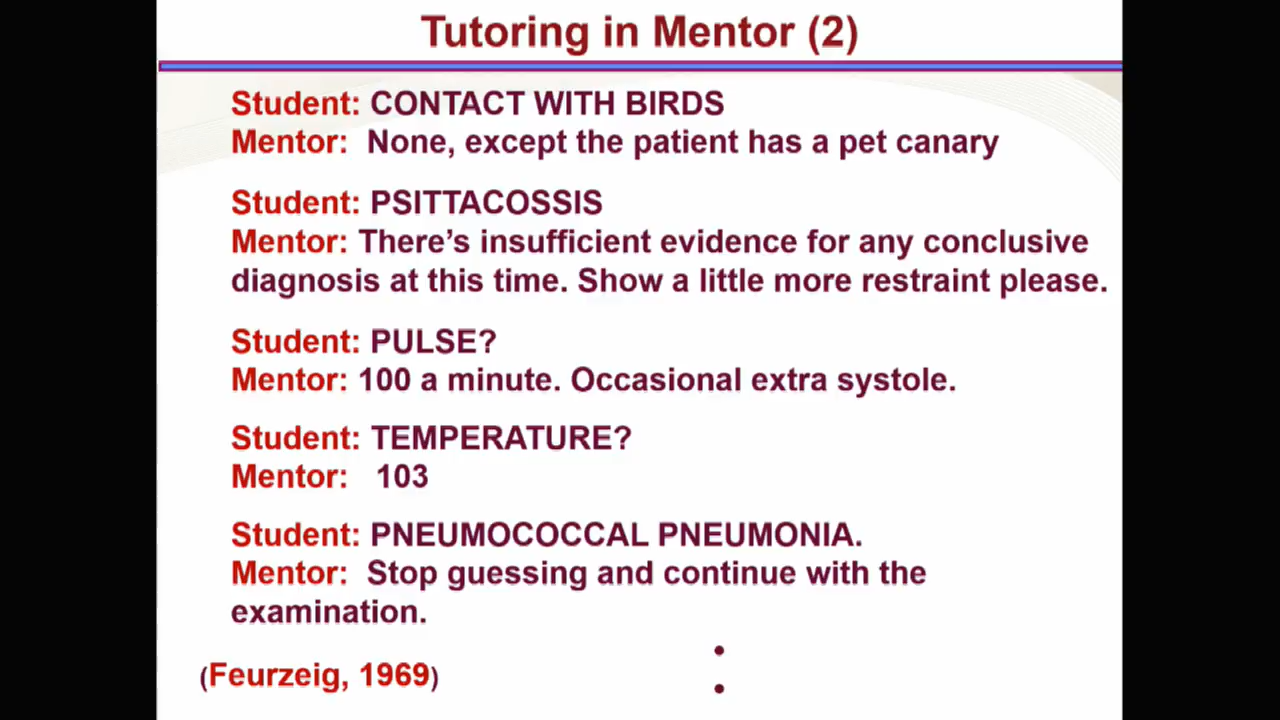 Tutoring in Mentor (2)
Student: CONTACT WITH BIRDS
Mentor: None, except the patient has a pet canary
Student: PSITTACOSSIS
Mentor: There’s insufficient evidence for any conclusive
diagnosis at this time. Show a little more restraint please.
Student: PULSE?
Mentor: 100 a minute. Occasional extra systole.
Student: TEMPERATURE?
Mentor: 103
Student: PNEUMOCOCCAL PNEUMONIA.
Mentor: Stop guessing and continue with the
examination.
(Feurzeig, 1969)